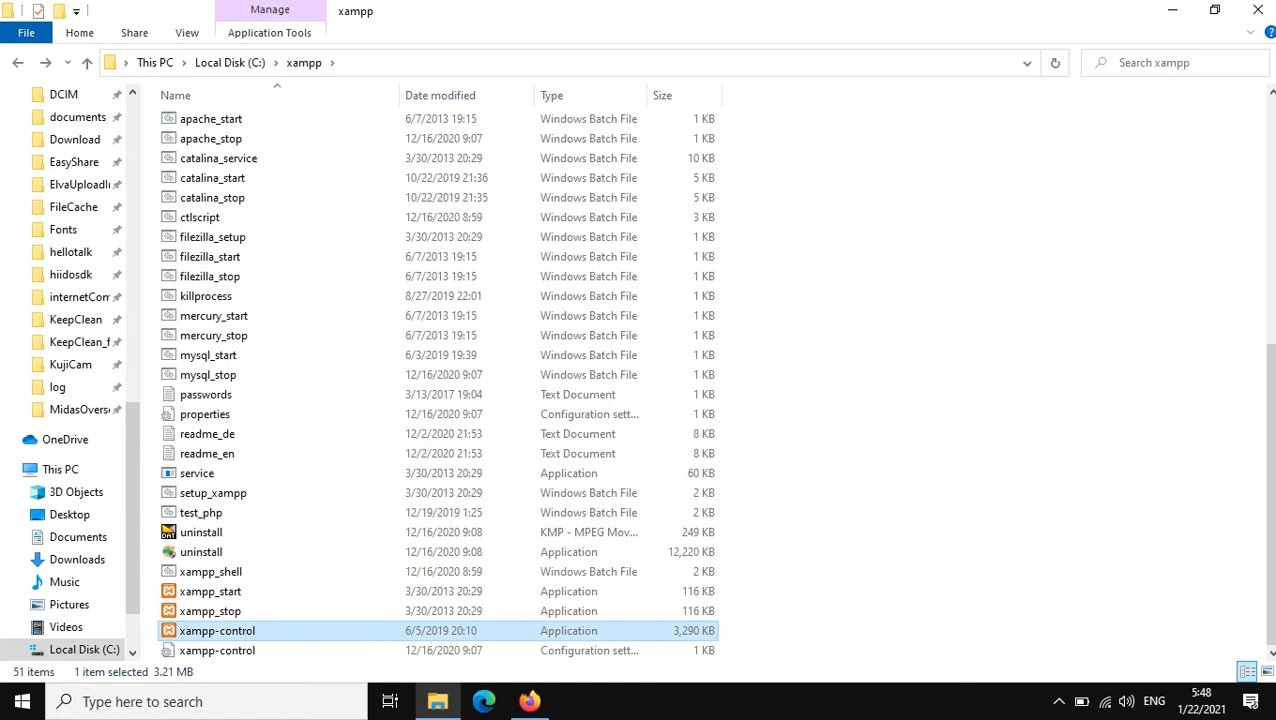 Manage
xampp
File
Home
Share
View
Application Tools
This PC
Local Disk (C:)
xampp
Search xampp
Name
Date modified
Type
Size
DCIM
documents
Download
EasyShare
ElvaUploadI
FileCache
Fonts
hellotalk
hiidosdk
internetCom
KeepClean
KeepClean_f
KujiCam
log
MidasOverse
OneDrive
This PC
3D Objects
Desktop
Documents
Downloads
Music
Pictures
Videos
Local Disk (C:)
apache_start 6/7/2013 19:15 Windows Batch File 1 KB
apache_stop 12/16/2020 9:07 Windows Batch File 1 KB
catalina_service 3/30/2013 20:29 Windows Batch File 10 KB
catalina_start 10/22/2019 21:36 Windows Batch File 5 KB
catalina_stop 10/22/2019 21:35 Windows Batch File 5 KB
ctlscript 12/16/2020 8:59 Windows Batch File 3 KB
filezilla_setup 3/30/2013 20:29 Windows Batch File 1 KB
filezilla_start 6/7/2013 19:15 Windows Batch File 1 KB
filezilla_stop 6/7/2013 19:15 Windows Batch File 1 KB
killprocess 8/27/2019 22:01 Windows Batch File 1 KB
mercury_start 6/7/2013 19:15 Windows Batch File 1 KB
mercury_stop 6/7/2013 19:15 Windows Batch File 1 KB
mysql_start 6/3/2019 19:39 Windows Batch File 1 KB
mysql_stop 12/16/2020 9:07 Windows Batch File 1 KB
passwords 3/13/2017 19:04 Text Document 1 KB
properties 12/16/2020 9:07 Configuration sett... 1 KB
readme_de 12/2/2020 21:53 Text Document 8 KB
readme_en 12/2/2020 21:53 Text Document 8 KB
service 3/30/2013 20:29 Application 60 KB
setup_xampp 3/30/2013 20:29 Windows Batch File 2 KB
test_php 12/19/2019 1:25 Windows Batch File 2 KB
uninstall 12/16/2020 9:08 KMP - MPEG Mov... 249 KB
uninstall 12/16/2020 9:08 Application 12,220 KB
xampp_shell 12/16/2020 8:59 Windows Batch File 2 KB
xampp_start 3/30/2013 20:29 Application 116 KB
xampp_stop 3/30/2013 20:29 Application 116 KB
xampp-control 6/5/2019 20:10 Application 3,290 KB
xampp-control 12/16/2020 9:07 Configuration sett... 1 KB
51 items 1 item selected 3.21 MB
Type here to search
ENG
5:48
1/22/2021